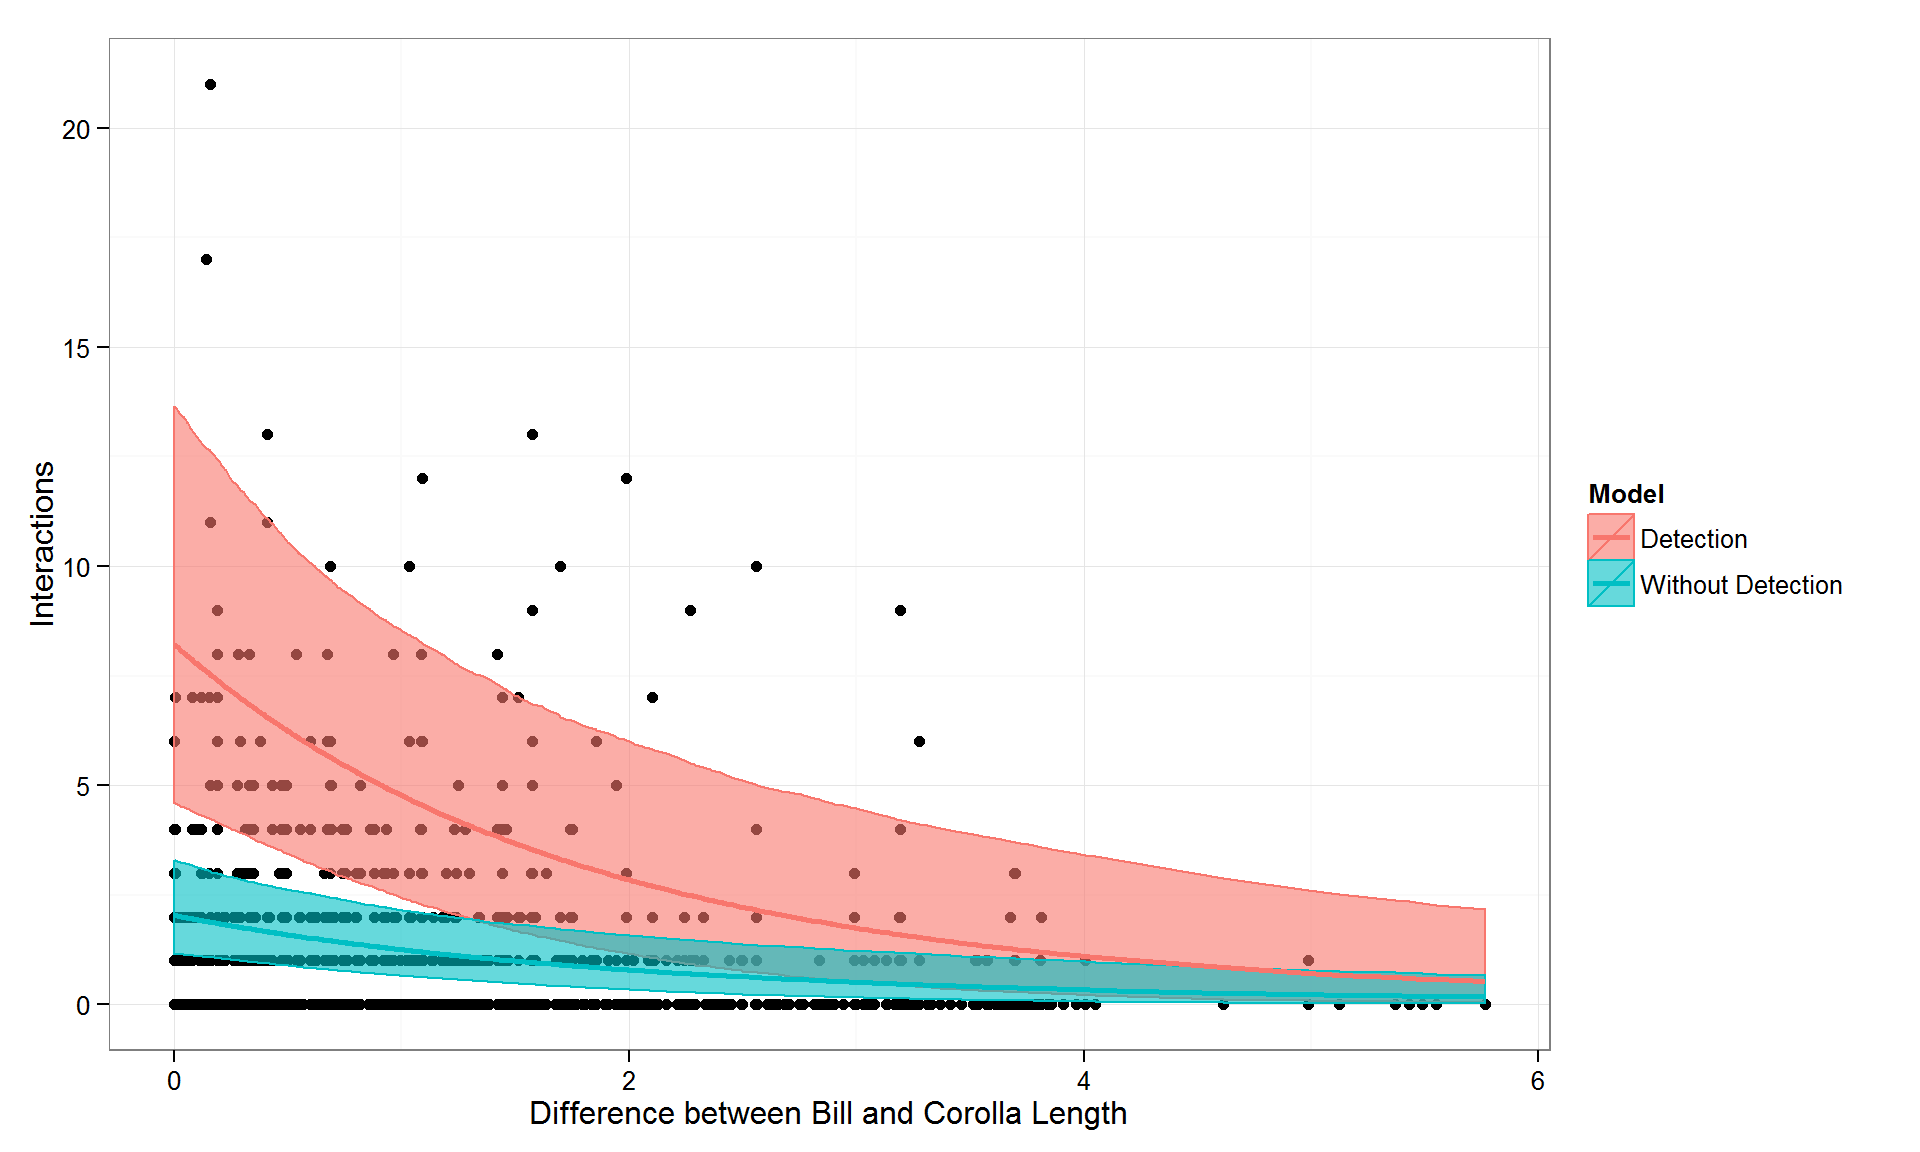 20
15
10
5
0
Interactions
0 2 4 6
Difference between Bill and Corolla Length
Model
Detection
Without Detection